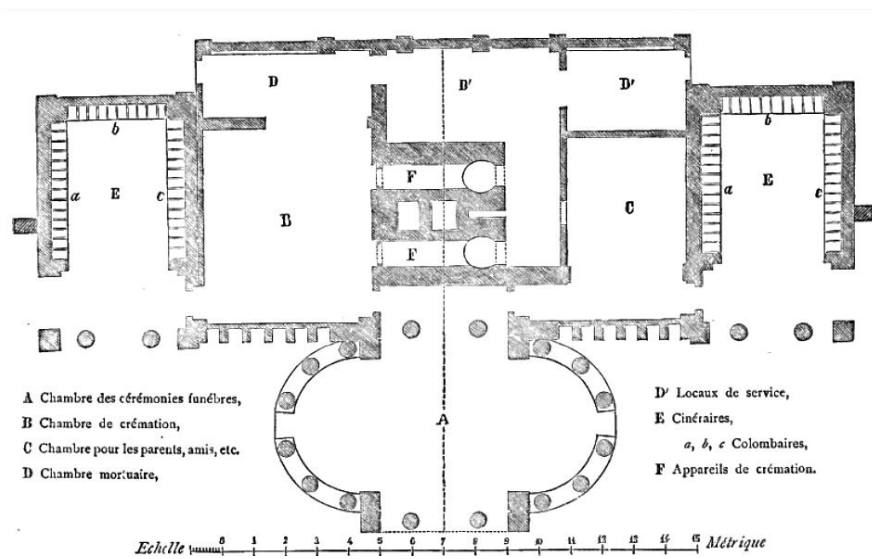 D
B'
D'
b
b
a
E
c
F
B
C
a
E
c
F
A
A Chambre des cérémonies funébres,
B Chambre de crémation,
C Chambre pour les parents, amis, etc.
D Chambre mortuaire,
D' Locaux de service,
E Cinéraires,
a, b, c Colombaires,
F Appareils de crémation.
Echelle 0 1 2 3 4 5 6 7 8 9 10 11 12 13 14 15 Métrique